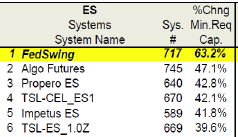 ES %Chng
Systems Sys. Min.Req
System Name # Cap.
1 FedSwing 717 63.2%
2 Algo Futures 745 47.1%
3 Propero ES 640 42.8%
4 TSL-CEL_ES1 670 42.1%
5 Impetus ES 589 41.8%
6 TSL-ES_1.0Z 669 39.6%